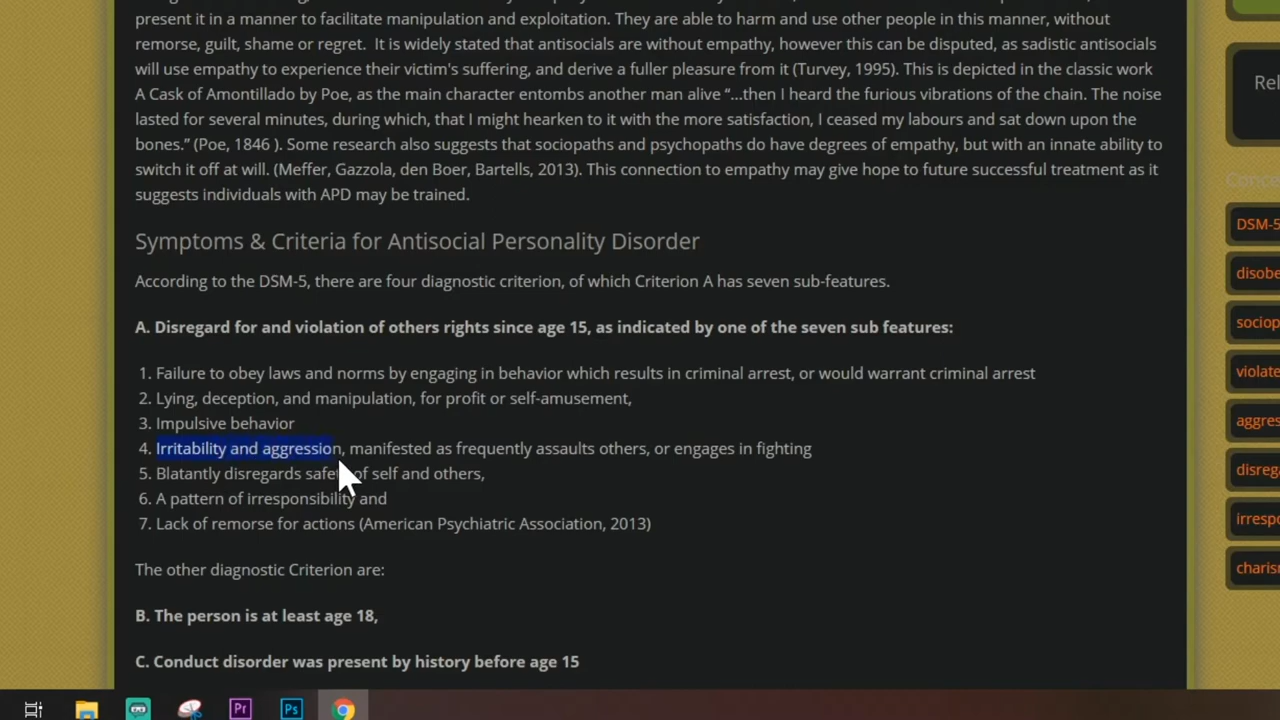 present it in a manner to facilitate manipulation and exploitation. They are able to harm and use other people in this manner, without
remorse, guilt, shame or regret. It is widely stated that antisocials are without empathy, however this can be disputed, as sadistic antisocials
will use empathy to experience their victim's suffering, and derive a fuller pleasure from it (Turvey, 1995). This is depicted in the classic work
A Cask of Amontillado by Poe, as the main character entombs another man alive “...then I heard the furious vibrations of the chain. The noise
lasted for several minutes, during which, that I might hearken to it with the more satisfaction, I ceased my labours and sat down upon the
bones.” (Poe, 1846 ). Some research also suggests that sociopaths and psychopaths do have degrees of empathy, but with an innate ability to
switch it off at will. (Meffer, Gazzola, den Boer, Bartells, 2013). This connection to empathy may give hope to future successful treatment as it
suggests individuals with APD may be trained.
Symptoms & Criteria for Antisocial Personality Disorder
According to the DSM-5, there are four diagnostic criterion, of which Criterion A has seven sub-features.
A. Disregard for and violation of others rights since age 15, as indicated by one of the seven sub features:
1. Failure to obey laws and norms by engaging in behavior which results in criminal arrest, or would warrant criminal arrest
2. Lying, deception, and manipulation, for profit or self-amusement,
3. Impulsive behavior
4. Irritability and aggression, manifested as frequently assaults others, or engages in fighting
5. Blatantly disregards safety of self and others,
6. A pattern of irresponsibility and
7. Lack of remorse for actions (American Psychiatric Association, 2013)
The other diagnostic Criterion are:
B. The person is at least age 18,
C. Conduct disorder was present by history before age 15
Rel
Conce
DSM-5
disobe
sociop
violate
aggres
disreg
irrespo
charis
Pr
Ps